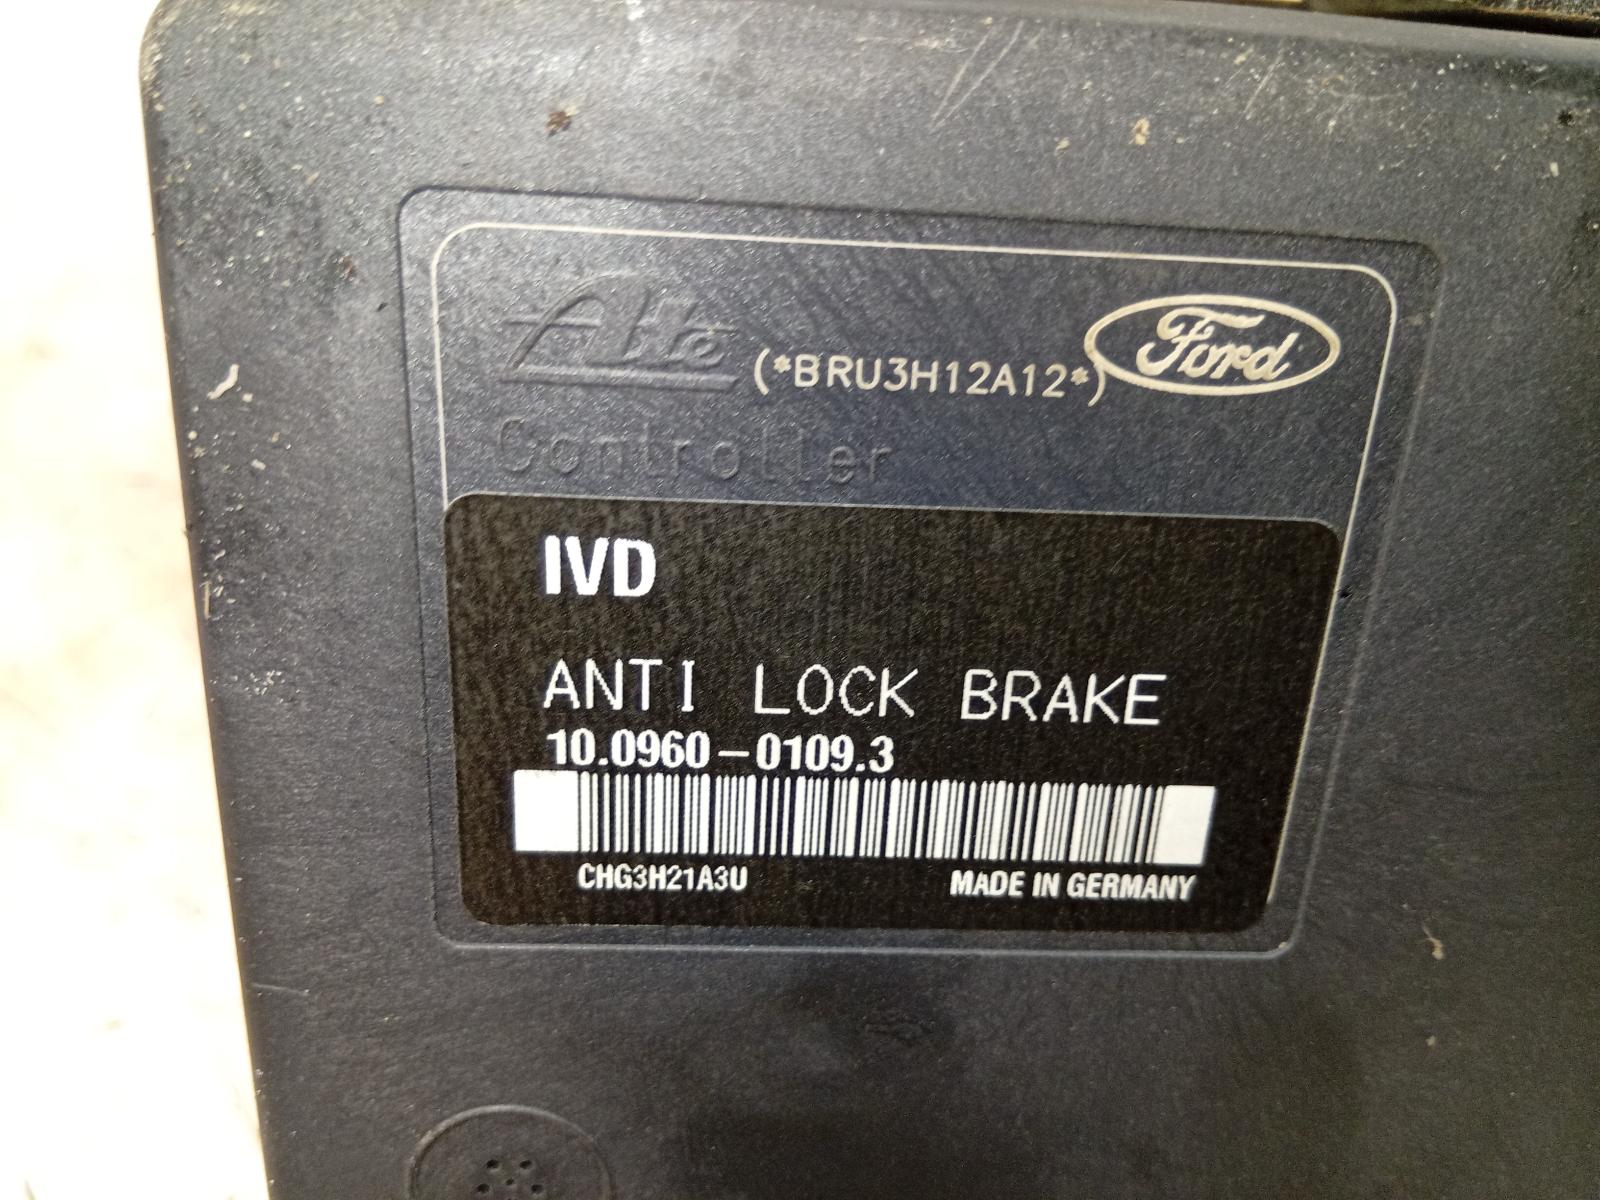 Ate (*BRU3H12A12*) Ford
Controller
IVD
ANTI LOCK BRAKE
10.0960-0109.3
CHG3H21A3U MADE IN GERMANY